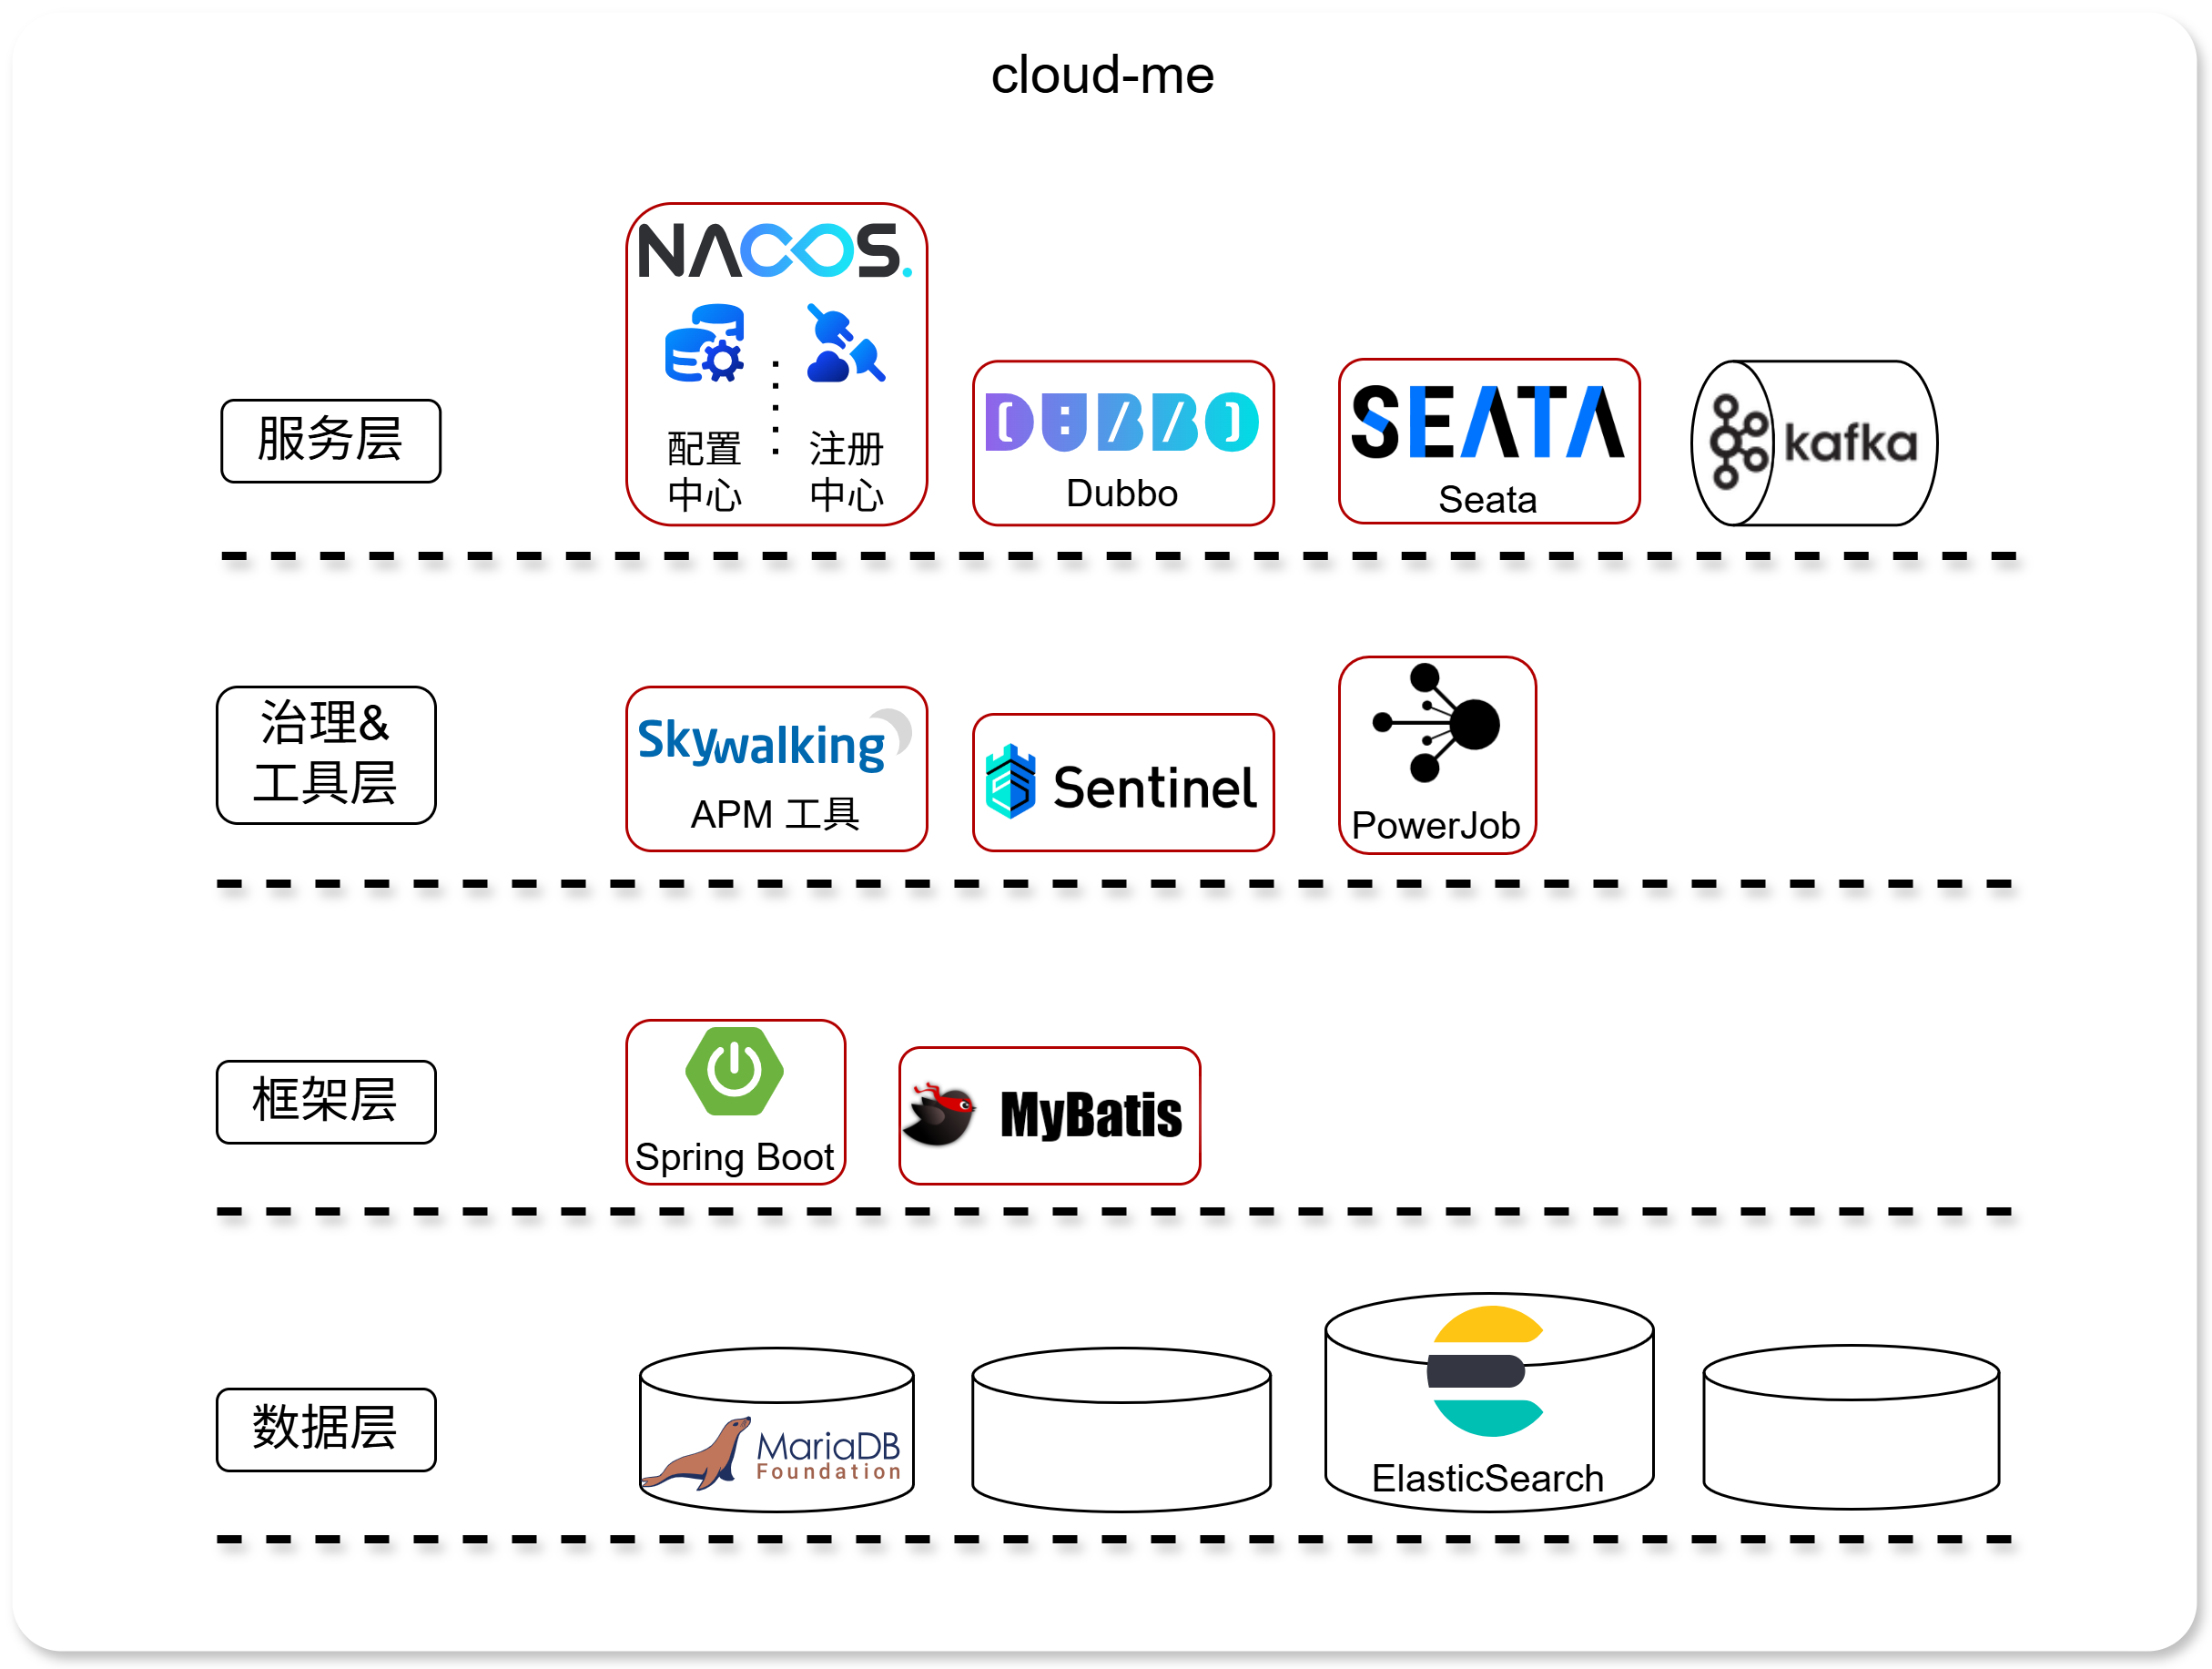 cloud-me
NACOS.
配置
中心
注册
中心
服务层
DUBBO
Dubbo
SEATA
Seata
kafka
治理&
工具层
Skywalking
APM 工具
Sentinel
PowerJob
框架层
Spring Boot
MyBatis
数据层
MariaDB
Foundation
ElasticSearch